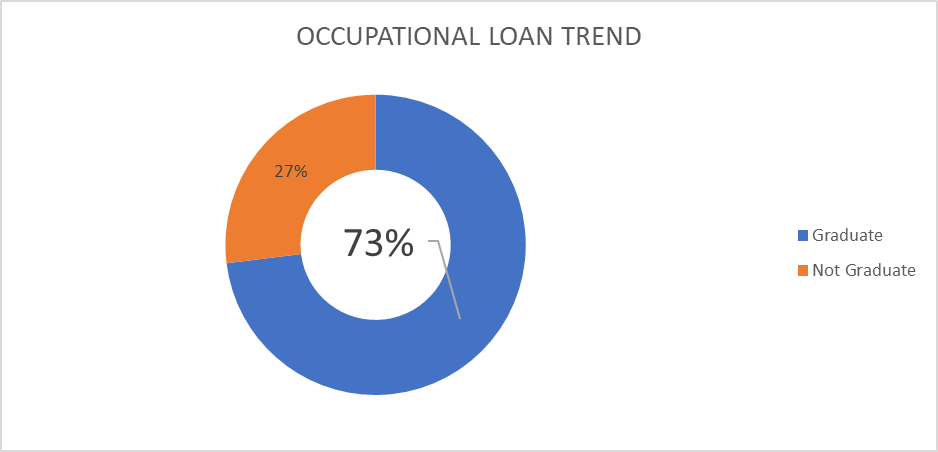 OCCUPATIONAL LOAN TREND
27%
73%
Graduate
Not Graduate